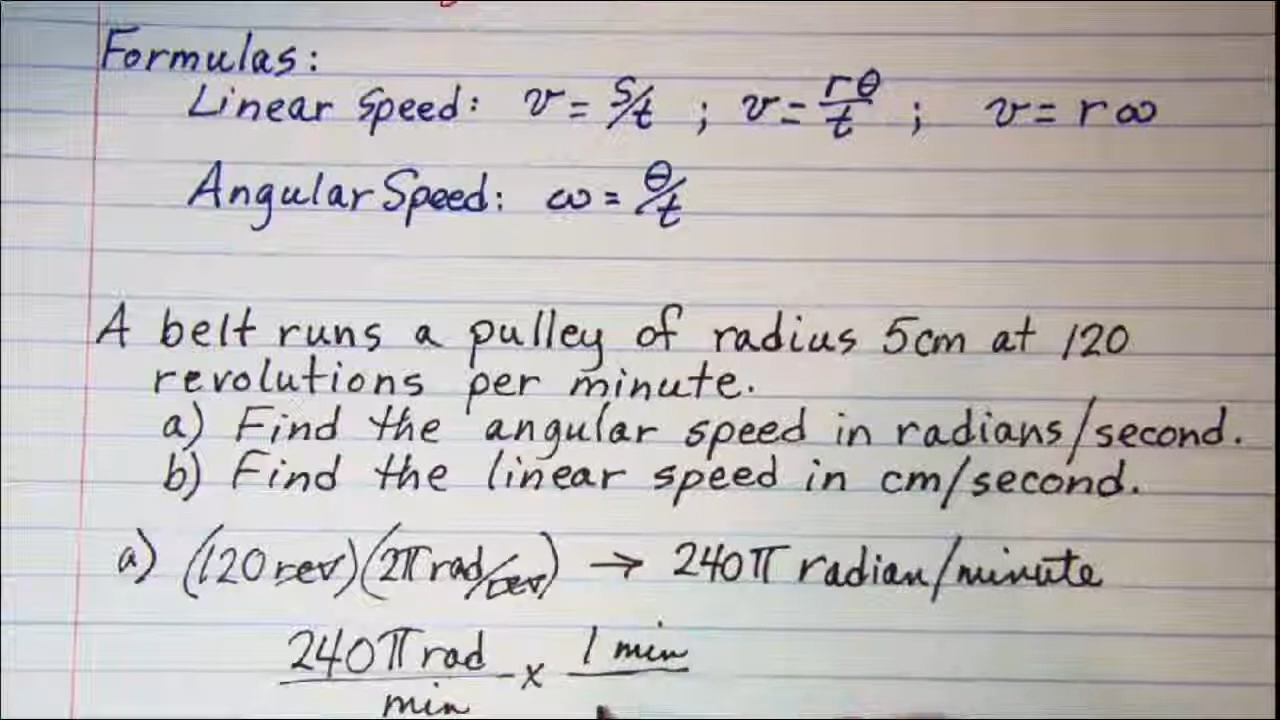 Formulas:
Linear Speed: v = s/t ; v = rθ/t ; v = rω
Angular Speed: ω = θ/t
A belt runs a pulley of radius 5cm at 120
revolutions per minute.
a) Find the angular speed in radians/second.
b) Find the linear speed in cm/second.
a) (120 rev)(2π rad/rev) → 240π radian/minute
240π rad/min x 1 min